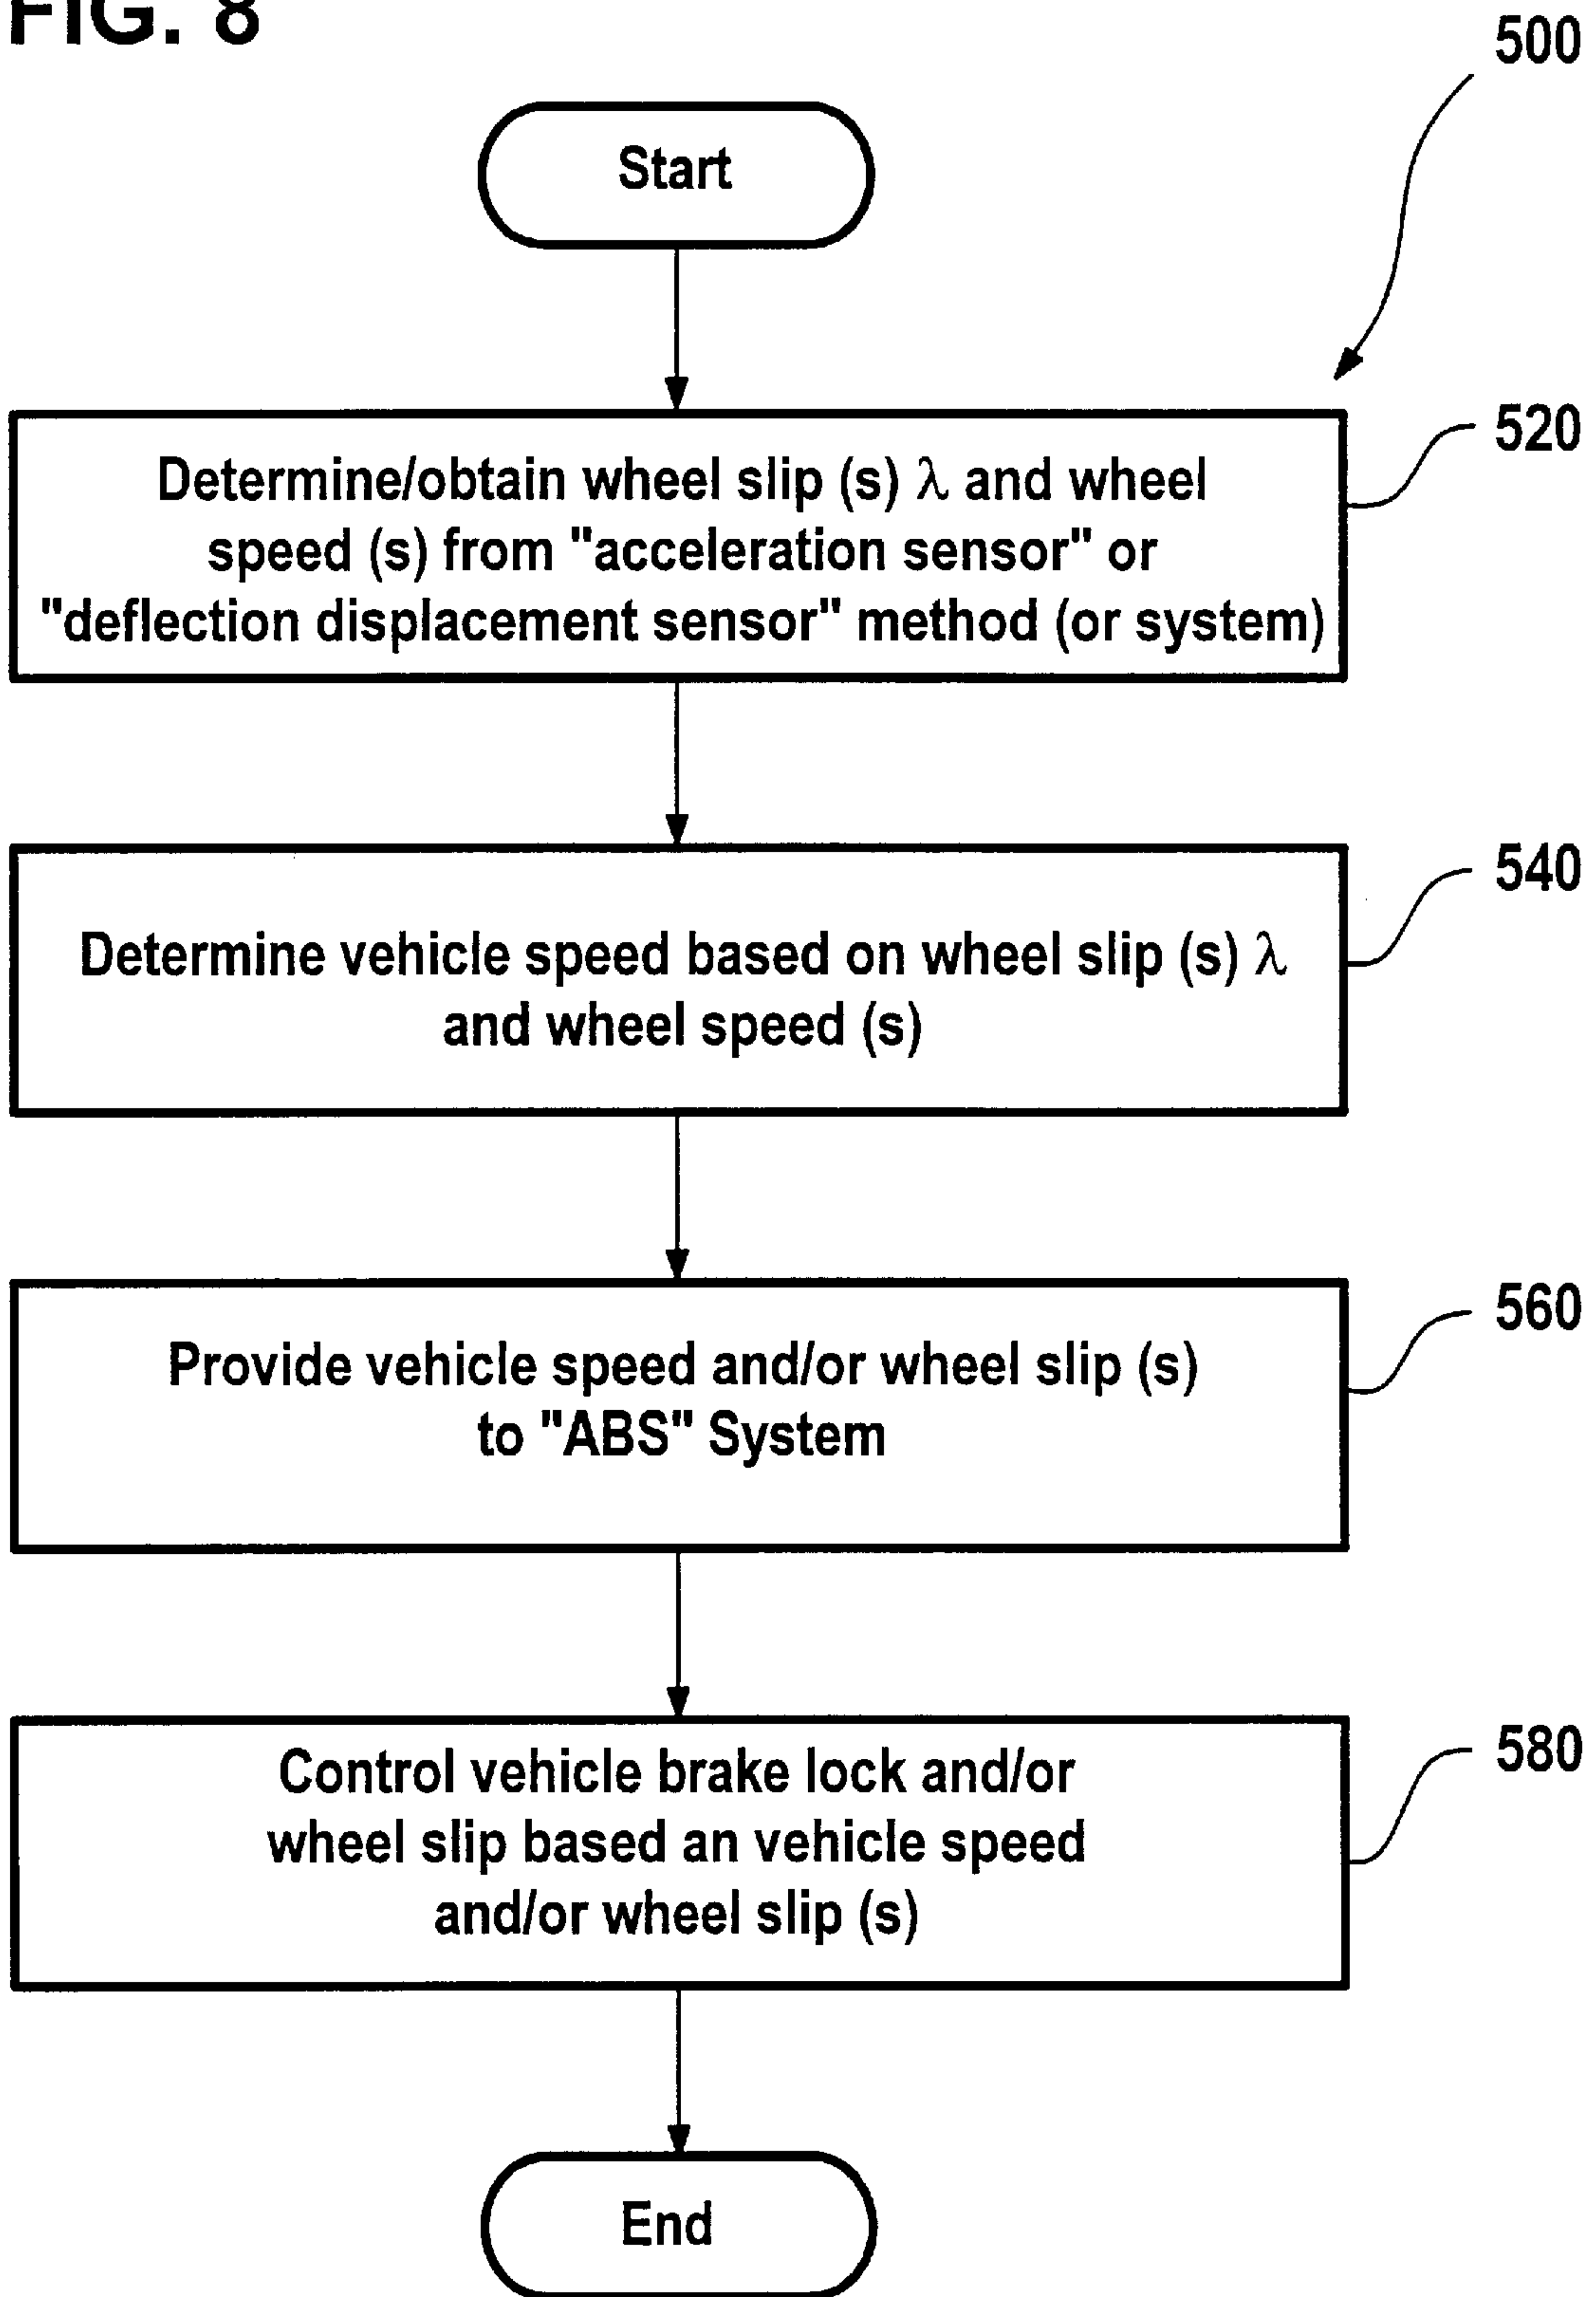 FIG. 8
500
Start
520
Determine/obtain wheel slip (s) λ and wheel
speed (s) from "acceleration sensor" or
"deflection displacement sensor" method (or system)
540
Determine vehicle speed based on wheel slip (s) λ
and wheel speed (s)
560
Provide vehicle speed and/or wheel slip (s)
to "ABS" System
580
Control vehicle brake lock and/or
wheel slip based an vehicle speed
and/or wheel slip (s)
End